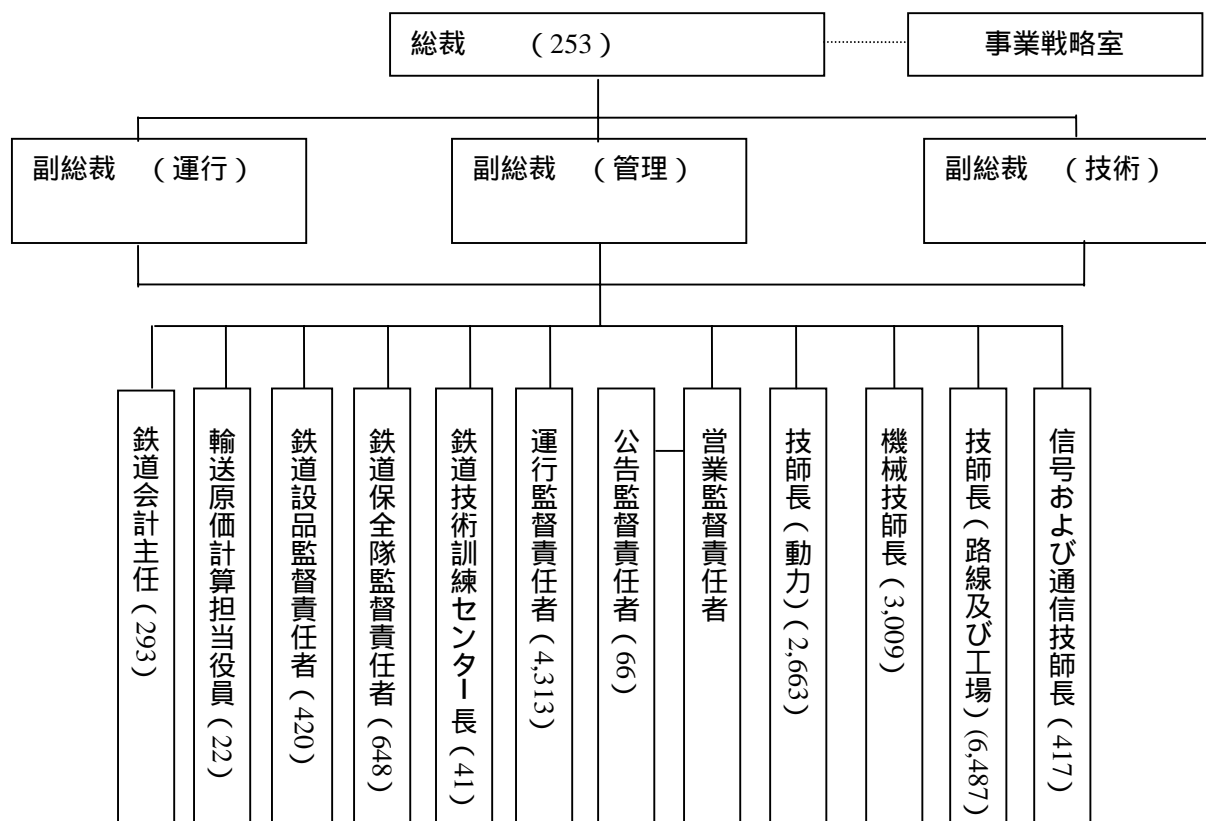 総裁　（253）
事業戦略室
副総裁　（運行）
副総裁　（管理）
副総裁　（技術）
鉄道会計主任（293）
輸送原価計算担当役員（22）
鉄道設品監督責任者（420）
鉄道保全隊監督責任者（648）
鉄道技術訓練センター長（41）
運行監督責任者（4,313）
公告監督責任者（66）
営業監督責任者
技師長（動力）（2,663）
機械技師長（3,009）
技師長（路線及び工場）（6,487）
信号および通信技師長（417）